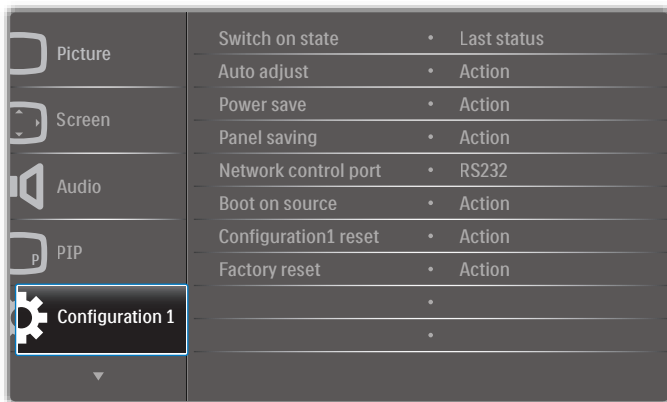 Picture
Screen
Audio
P
PIP
Configuration 1
Switch on state • Last status
Auto adjust • Action
Power save • Action
Panel saving • Action
Network control port • RS232
Boot on source • Action
Configuration1 reset • Action
Factory reset • Action
•
•